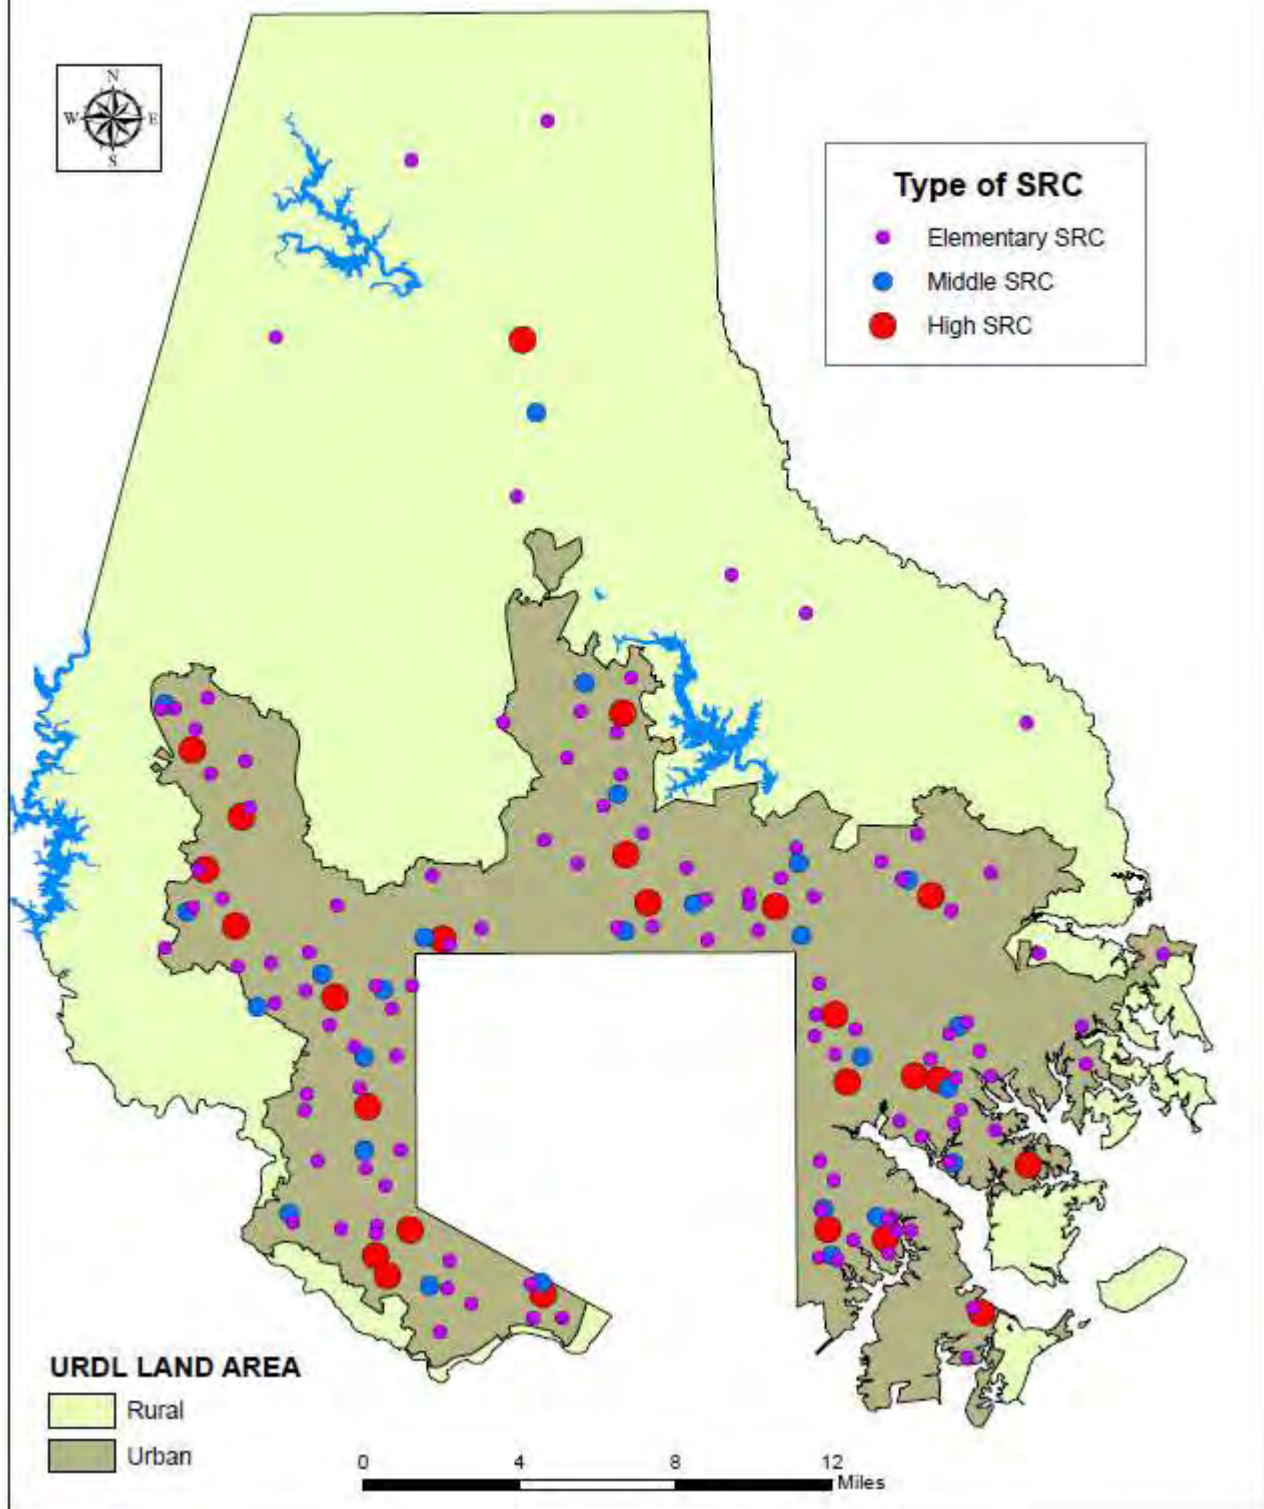 N
W E
S
Type of SRC
Elementary SRC
Middle SRC
High SRC
URDL LAND AREA
Rural
Urban
0 4 8 12
Miles